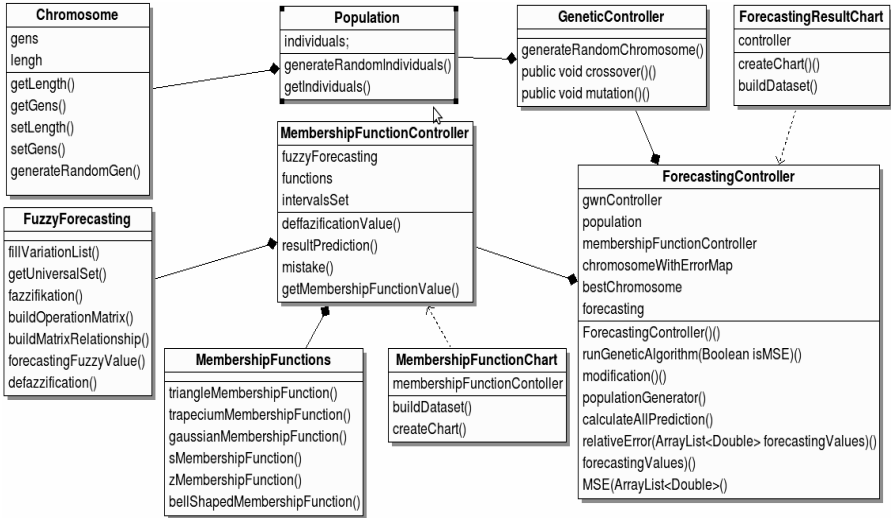 Chromosome
gens
lengh
getLength()
getGens()
setLength()
setGens()
generateRandomGen()
Population
individuals;
generateRandomIndividuals()
getIndividuals()
GeneticController
generateRandomChromosome()
public void crossover()()
public void mutation()()
ForecastingResultChart
controller
createChart()()
buildDataset()
MembershipFunctionController
fuzzyForecasting
functions
intervalsSet
deffazificationValue()
resultPrediction()
mistake()
getMembershipFunctionValue()
ForecastingController
gwnController
population
membershipFunctionController
chromosomeWithErrorMap
bestChromosome
forecasting
ForecastingController()()
runGeneticAlgorithm(Boolean isMSE)()
modification()()
populationGenerator()
calculateAllPrediction()
relativeError(ArrayList<Double> forecastingValues)()
forecastingValues)()
MSE(ArrayList<Double>()
FuzzyForecasting
fillVariationList()
getUniversalSet()
fazzifikation()
buildOperationMatrix()
buildMatrixRelationship()
forecastingFuzzyValue()
defazzification()
MembershipFunctions
triangleMembershipFunction()
trapeciumMembershipFunction()
gaussianMembershipFunction()
sMembershipFunction()
zMembershipFunction()
bellShapedMembershipFunction()
MembershipFunctionChart
membershipFunctionContoller
buildDataset()
createChart()